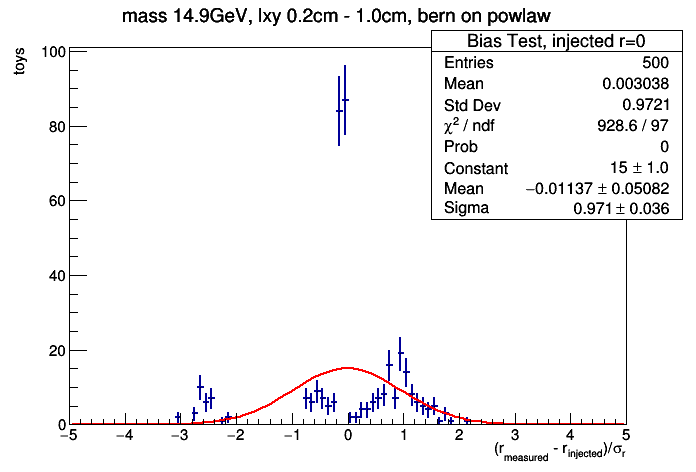 mass 14.9GeV, lxy 0.2cm - 1.0cm, bern on powlaw
Bias Test, injected r=0
Entries 500
Mean 0.003038
Std Dev 0.9721
χ² / ndf 928.6 / 97
Prob 0
Constant 15 ± 1.0
Mean −0.01137 ± 0.05082
Sigma 0.971 ± 0.036
toys
100
80
60
40
20
0
−5 −4 −3 −2 −1 0 1 2 3 4 5
(r_measured - r_injected)/σ_r